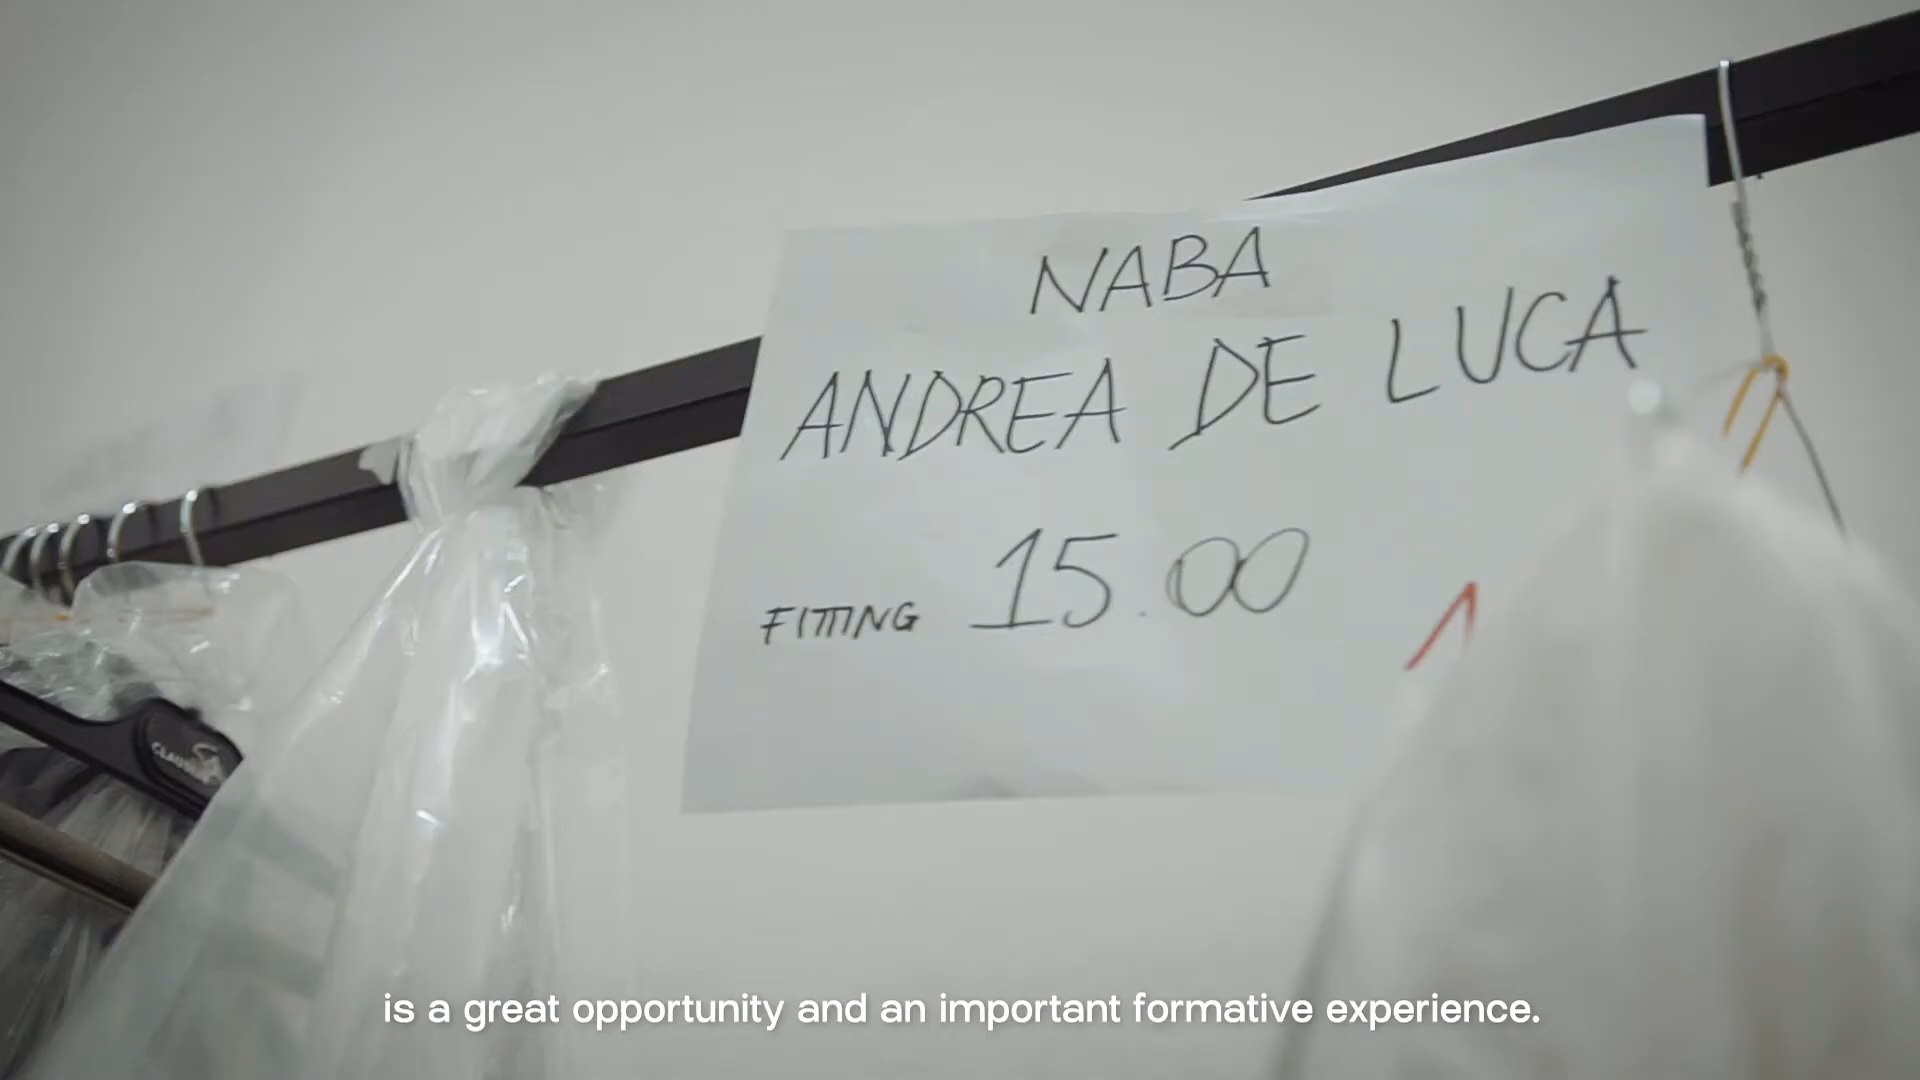 NABA
ANDREA DE LUCA
FITTING 15.00
is a great opportunity and an important formative experience.